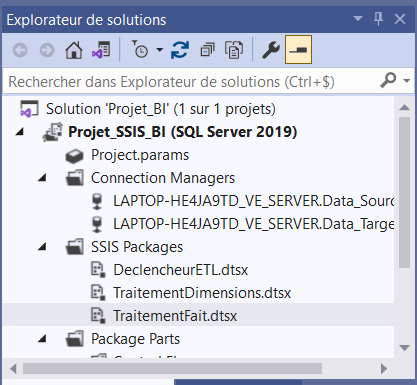 Explorateur de solutions
Rechercher dans Explorateur de solutions (Ctrl+$)
Solution 'Projet_BI' (1 sur 1 projets)
Projet_SSIS_BI (SQL Server 2019)
Project.params
Connection Managers
LAPTOP-HE4JA9TD_VE_SERVER.Data_Sourc
LAPTOP-HE4JA9TD_VE_SERVER.Data_Targe
SSIS Packages
DeclencheurETL.dtsx
TraitementDimensions.dtsx
TraitementFait.dtsx
Package Parts